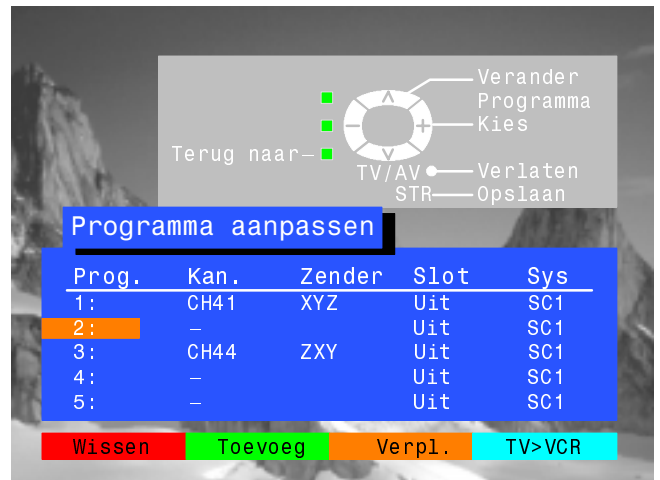 Verander
Programma
Kies
Terug naar
TV/AV Verlaten
STR Opslaan
Programma aanpassen
Prog. Kan. Zender Slot Sys
1: CH41 XYZ Uit SC1
2: – Uit SC1
3: CH44 ZXY Uit SC1
4: – Uit SC1
5: – Uit SC1
Wissen Toevoeg Verpl. TV>VCR